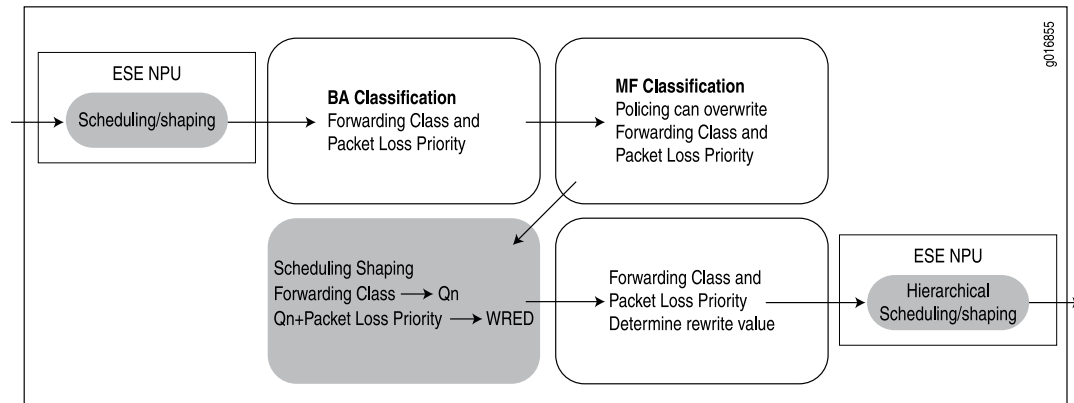 g016855
ESE NPU
Scheduling/shaping
BA Classification
Forwarding Class and
Packet Loss Priority
MF Classification
Policing can overwrite
Forwarding Class and
Packet Loss Priority
Scheduling Shaping
Forwarding Class → Qn
Qn+Packet Loss Priority → WRED
Forwarding Class and
Packet Loss Priority
Determine rewrite value
ESE NPU
Hierarchical
Scheduling/shaping